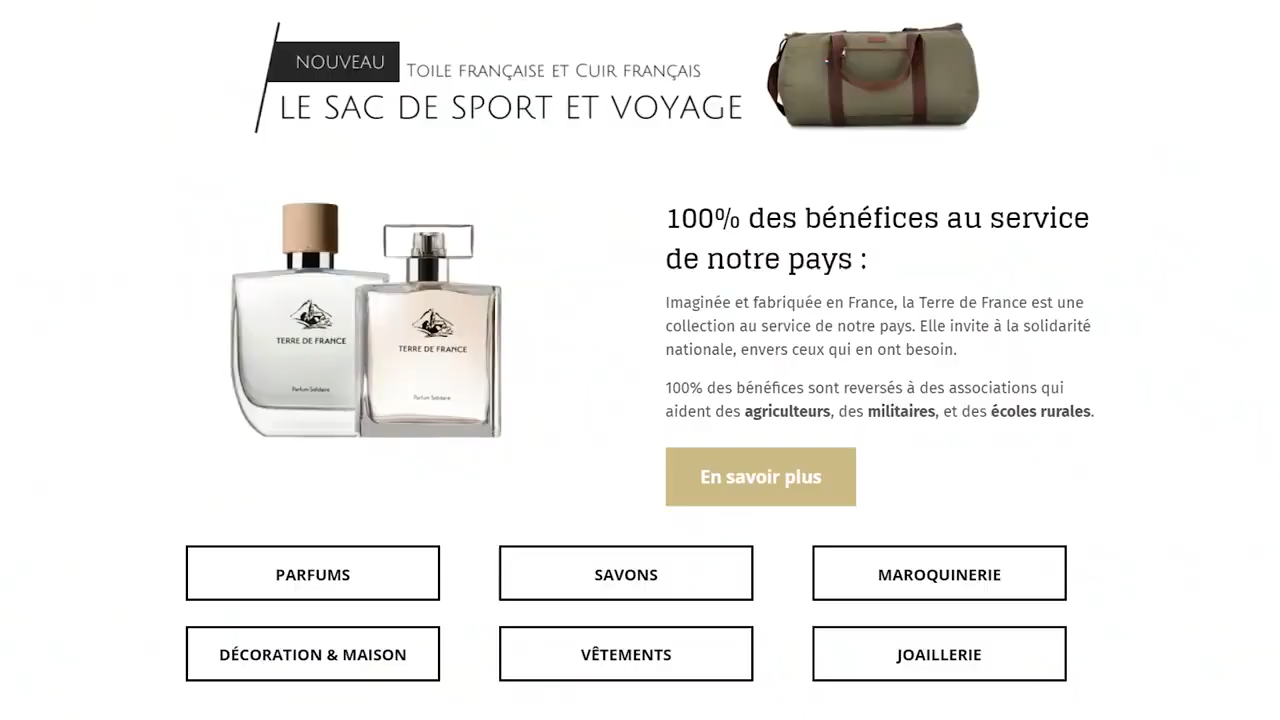 NOUVEAU
TOILE FRANÇAISE ET CUIR FRANÇAIS
LE SAC DE SPORT ET VOYAGE
TERRE DE FRANCE
Parfum Solidaire
TERRE DE FRANCE
Parfum Solidaire
100% des bénéfices au service
de notre pays :
Imaginée et fabriquée en France, la Terre de France est une
collection au service de notre pays. Elle invite à la solidarité
nationale, envers ceux qui en ont besoin.
100% des bénéfices sont reversés à des associations qui
aident des agriculteurs, des militaires, et des écoles rurales.
En savoir plus
PARFUMS
SAVONS
MAROQUINERIE
DÉCORATION & MAISON
VÊTEMENTS
JOAILLERIE